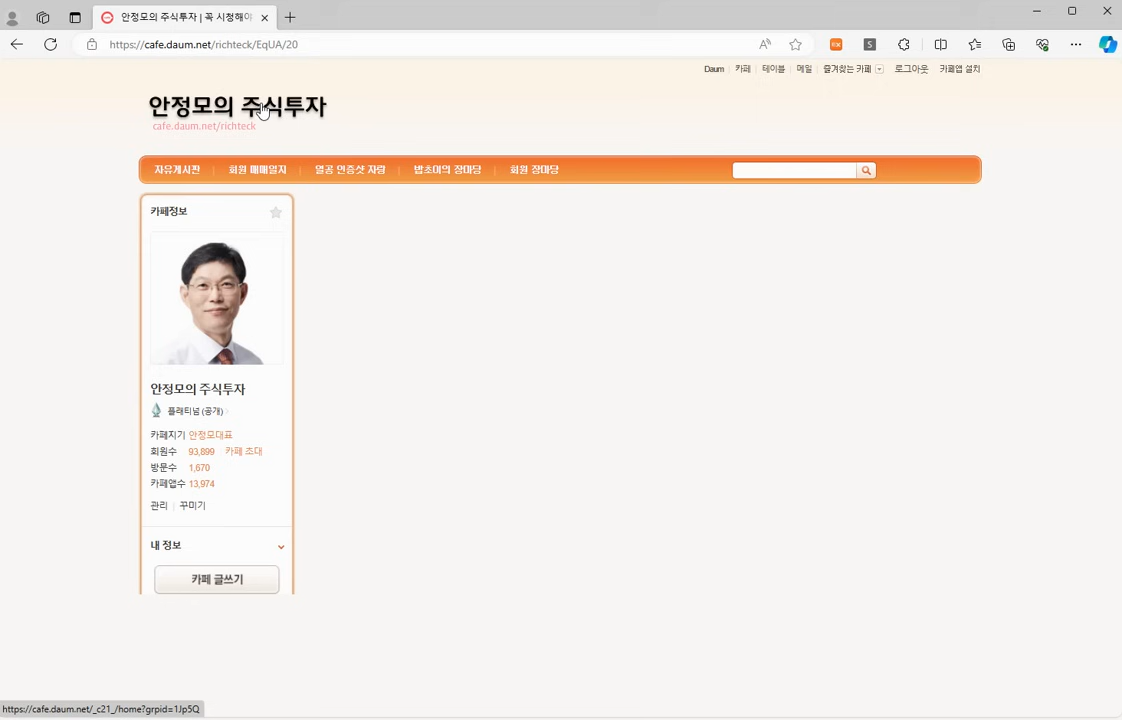 안정모의 주식투자 | 꼭 시청해야
https://cafe.daum.net/richteck/EqUA/20
Daum 카페 테이블 메일 즐겨찾는 카페 로그아웃 카페앱 설치
안정모의 주식투자
cafe.daum.net/richteck
자유게시판 회원 매매일지 열공 인증샷 자랑 밥초미의 장마당 회원 장마당
카페정보
안정모의 주식투자
플래티넘 (공개)
카페지기 안정모대표
회원수 93,899 카페 초대
방문수 1,670
카페앱수 13,974
관리 | 꾸미기
내 정보
카페 글쓰기
https://cafe.daum.net/_c21_/home?grpid=1Jp5Q